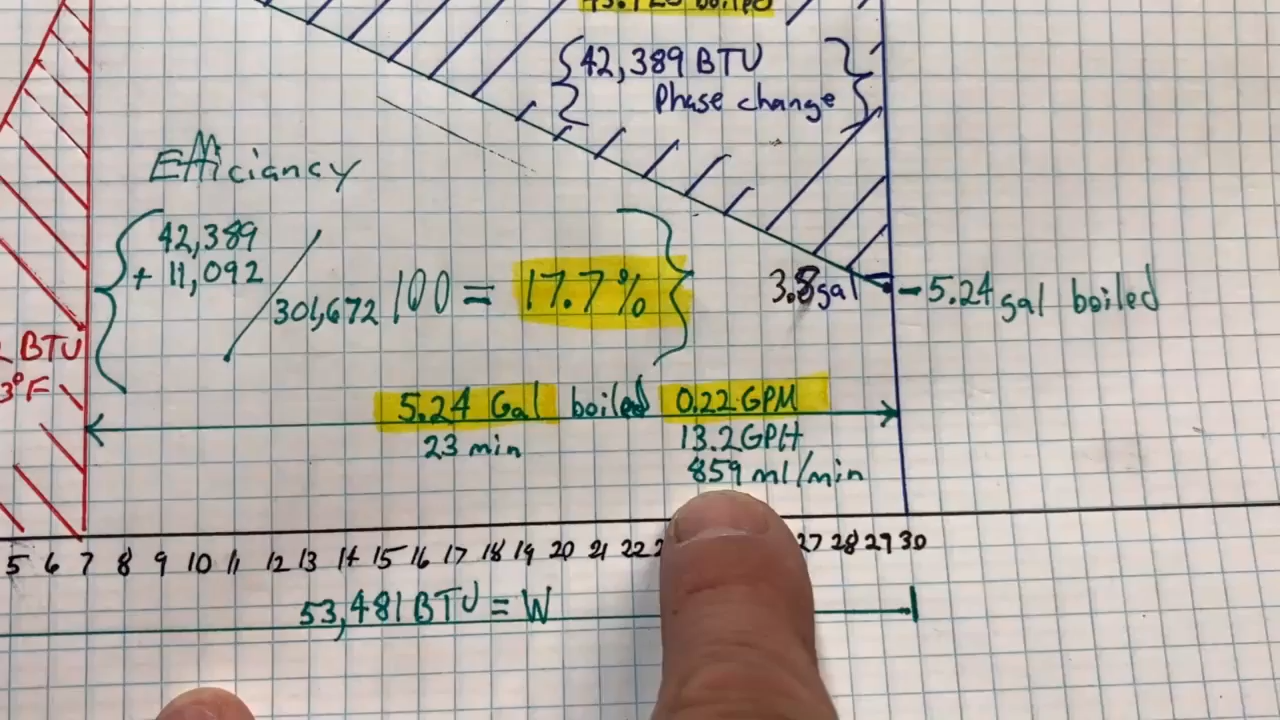 42,389 BTU
Phase change
Efficiancy
42,389
+ 11,092
301,672 100 = 17.7%
3.8gal
5.24 gal boiled
BTU
3°F
5.24 Gal boiled 0.22 GPM
23 min
13.2 GPH
859 ml/min
5 6 7 8 9 10 11 12 13 14 15 16 17 18 19 20 21 22 27 28 29 30
53,481 BTU = W